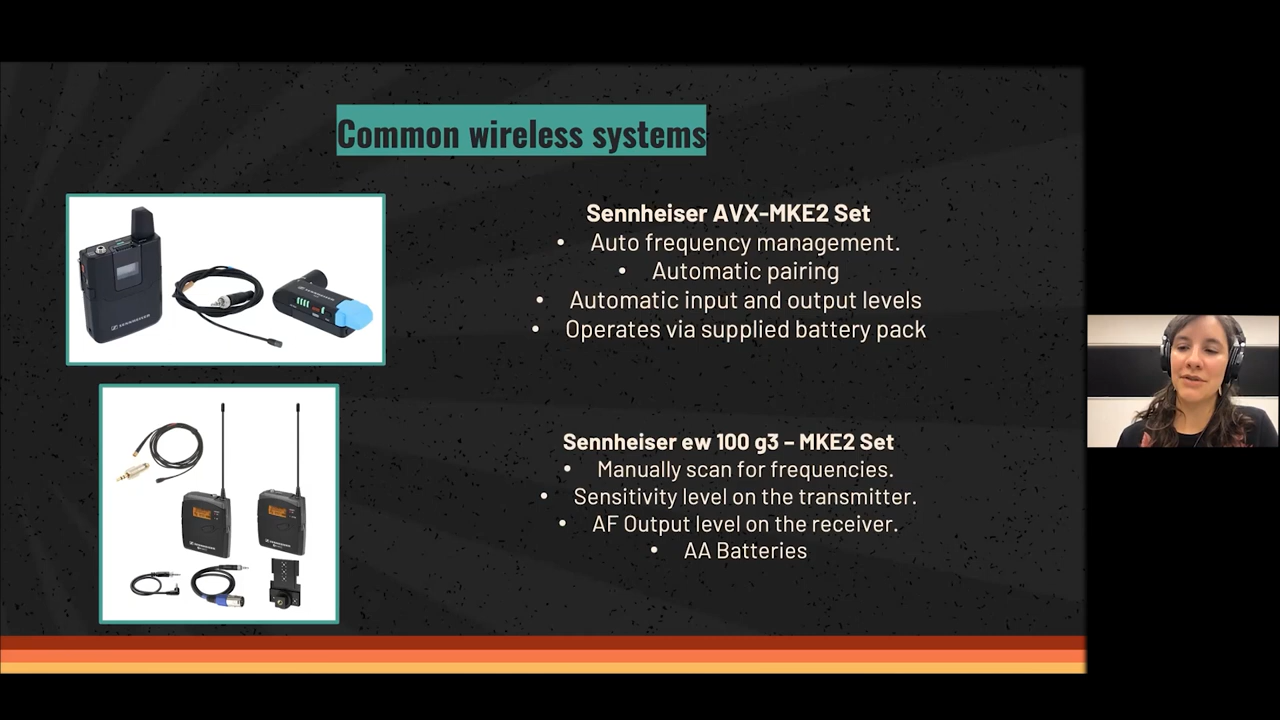 Common wireless systems
Sennheiser AVX-MKE2 Set
• Auto frequency management.
• Automatic pairing
• Automatic input and output levels
• Operates via supplied battery pack
SENNHEISER
Sennheiser ew 100 g3 – MKE2 Set
• Manually scan for frequencies.
• Sensitivity level on the transmitter.
• AF Output level on the receiver.
• AA Batteries